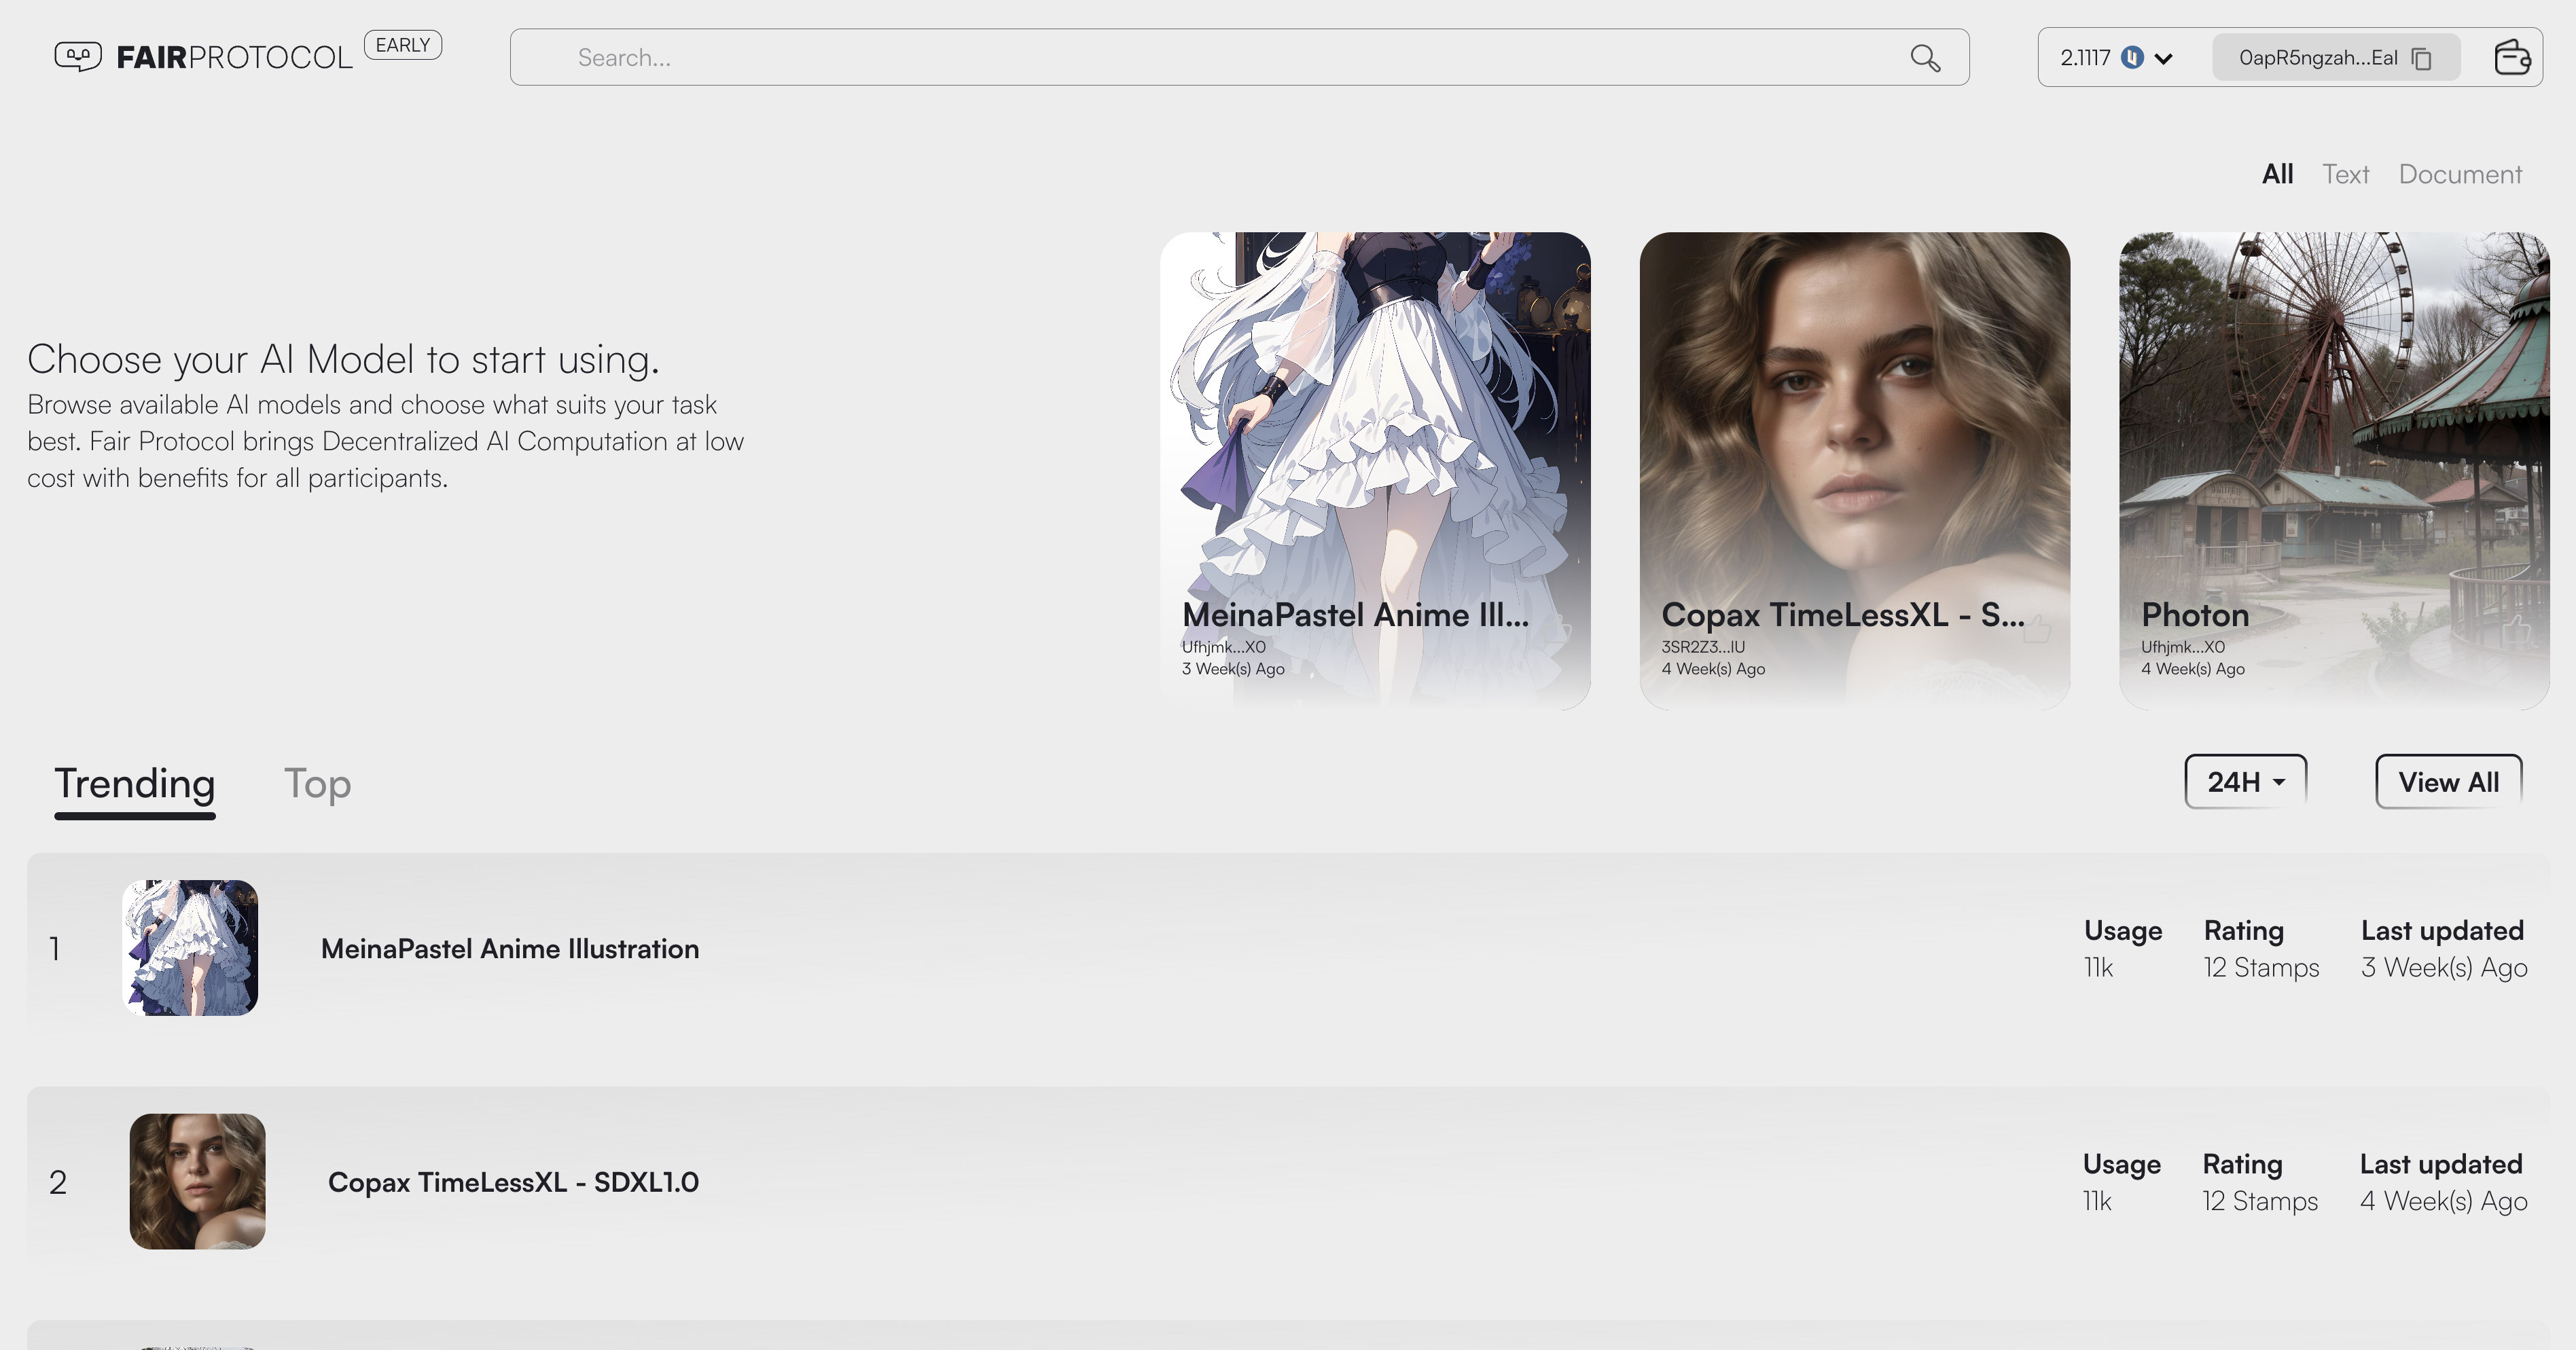 FAIRPROTOCOL
EARLY
Search...
2.1117
0apR5ngzah...EaI
All
Text
Document
Choose your AI Model to start using.
Browse available AI models and choose what suits your task
best. Fair Protocol brings Decentralized AI Computation at low
cost with benefits for all participants.
MeinaPastel Anime Ill...
Ufhjmk...X0
3 Week(s) Ago
Copax TimeLessXL - S...
3SR2Z3...IU
4 Week(s) Ago
Photon
Ufhjmk...X0
4 Week(s) Ago
Trending
Top
24H
View All
1
MeinaPastel Anime Illustration
Usage
11k
Rating
12 Stamps
Last updated
3 Week(s) Ago
2
Copax TimeLessXL - SDXL1.0
Usage
11k
Rating
12 Stamps
Last updated
4 Week(s) Ago